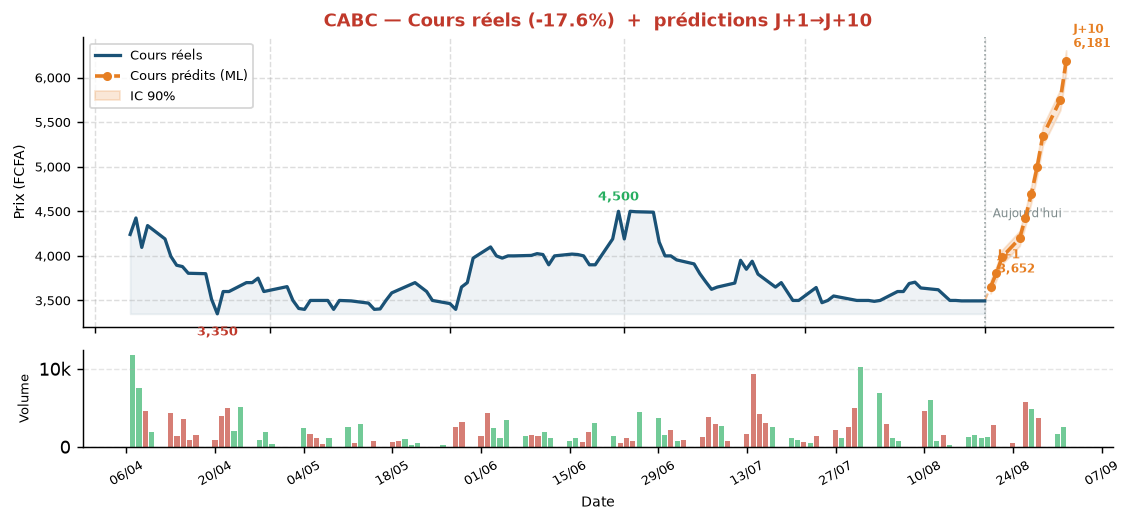 CABC — Cours réels (-17.6%) + prédictions J+1→J+10
J+10
6,181
Cours réels
Cours prédits (ML)
IC 90%
6,000
5,500
5,000
4,500
4,000
3,500
Prix (FCFA)
4,500
Aujourd'hui
J+1
3,652
3,350
10k
0
Volume
06/04
20/04
04/05
18/05
01/06
15/06
29/06
13/07
27/07
10/08
24/08
07/09
Date